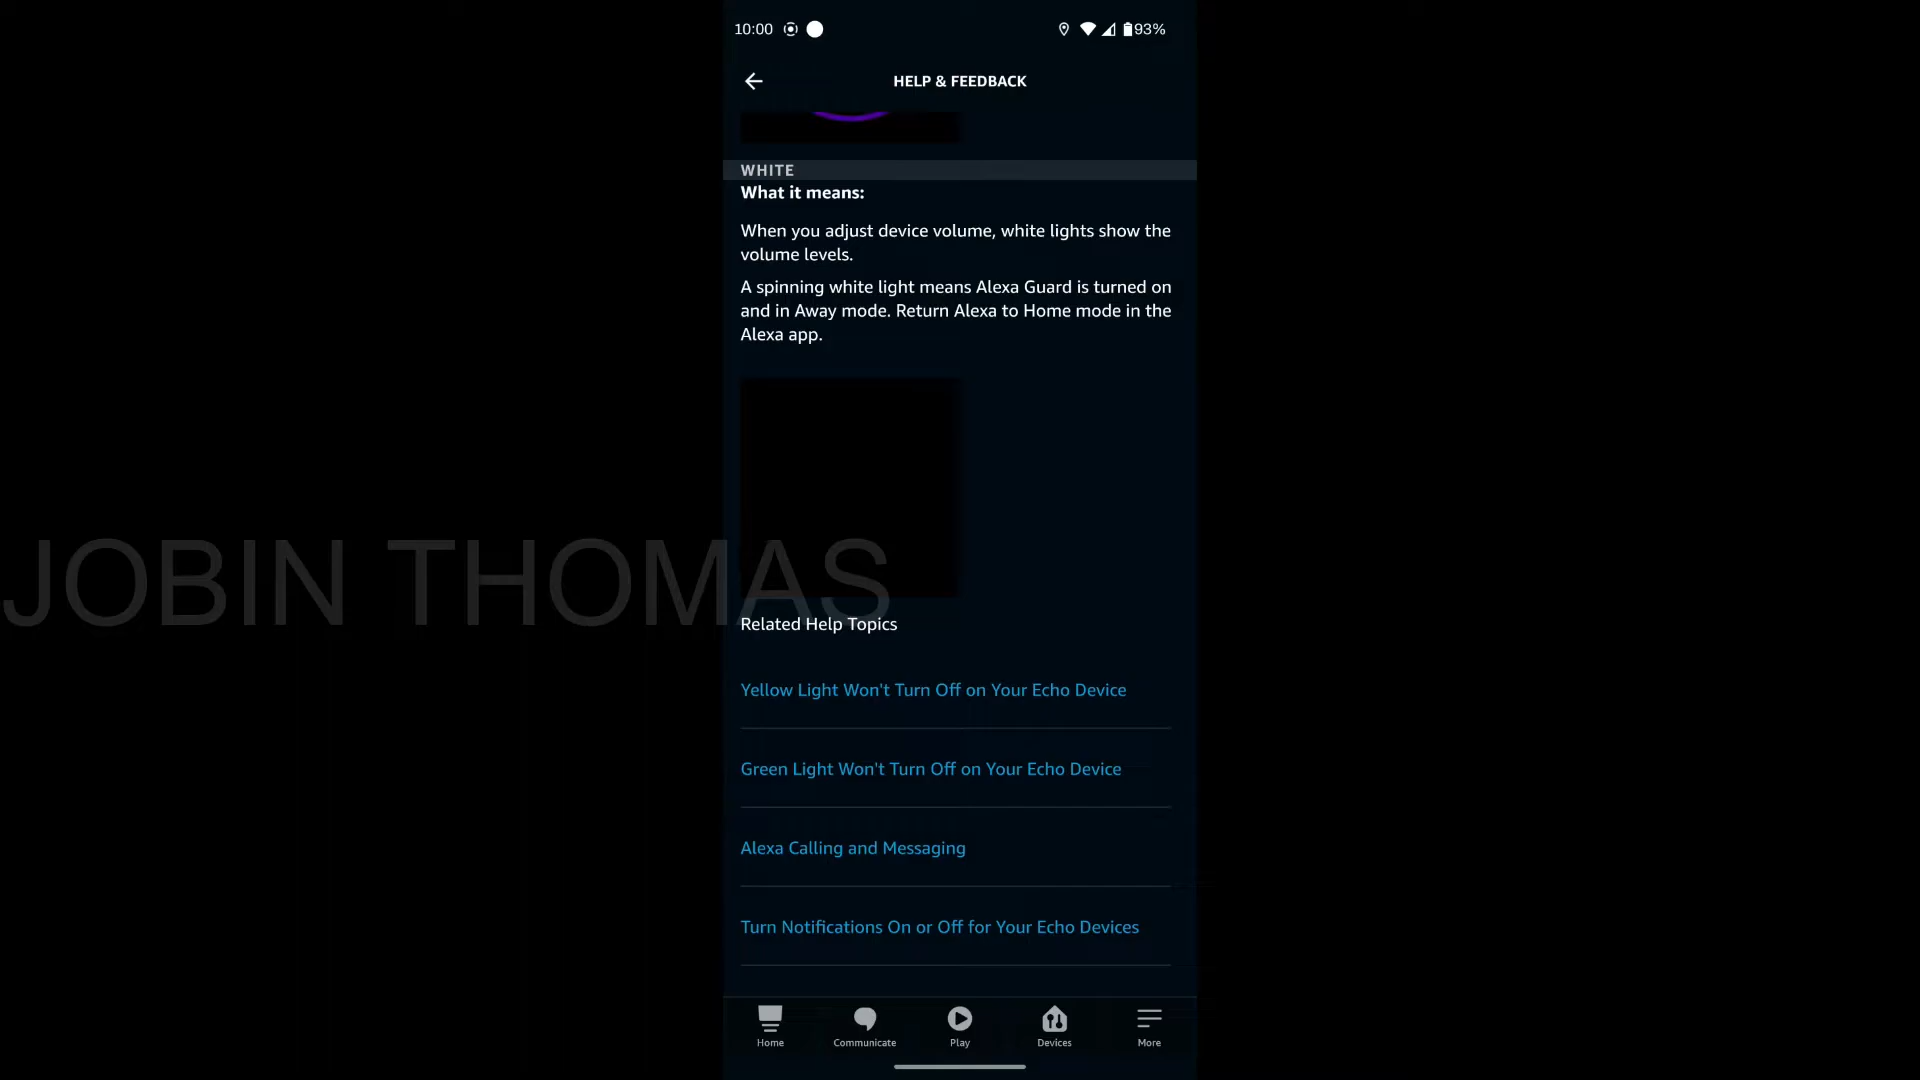 10:00
93%
HELP & FEEDBACK
WHITE
What it means:
When you adjust device volume, white lights show the
volume levels.
A spinning white light means Alexa Guard is turned on
and in Away mode. Return Alexa to Home mode in the
Alexa app.
JOBIN THOMAS
Related Help Topics
Yellow Light Won't Turn Off on Your Echo Device
Green Light Won't Turn Off on Your Echo Device
Alexa Calling and Messaging
Turn Notifications On or Off for Your Echo Devices
Home
Communicate
Play
Devices
More